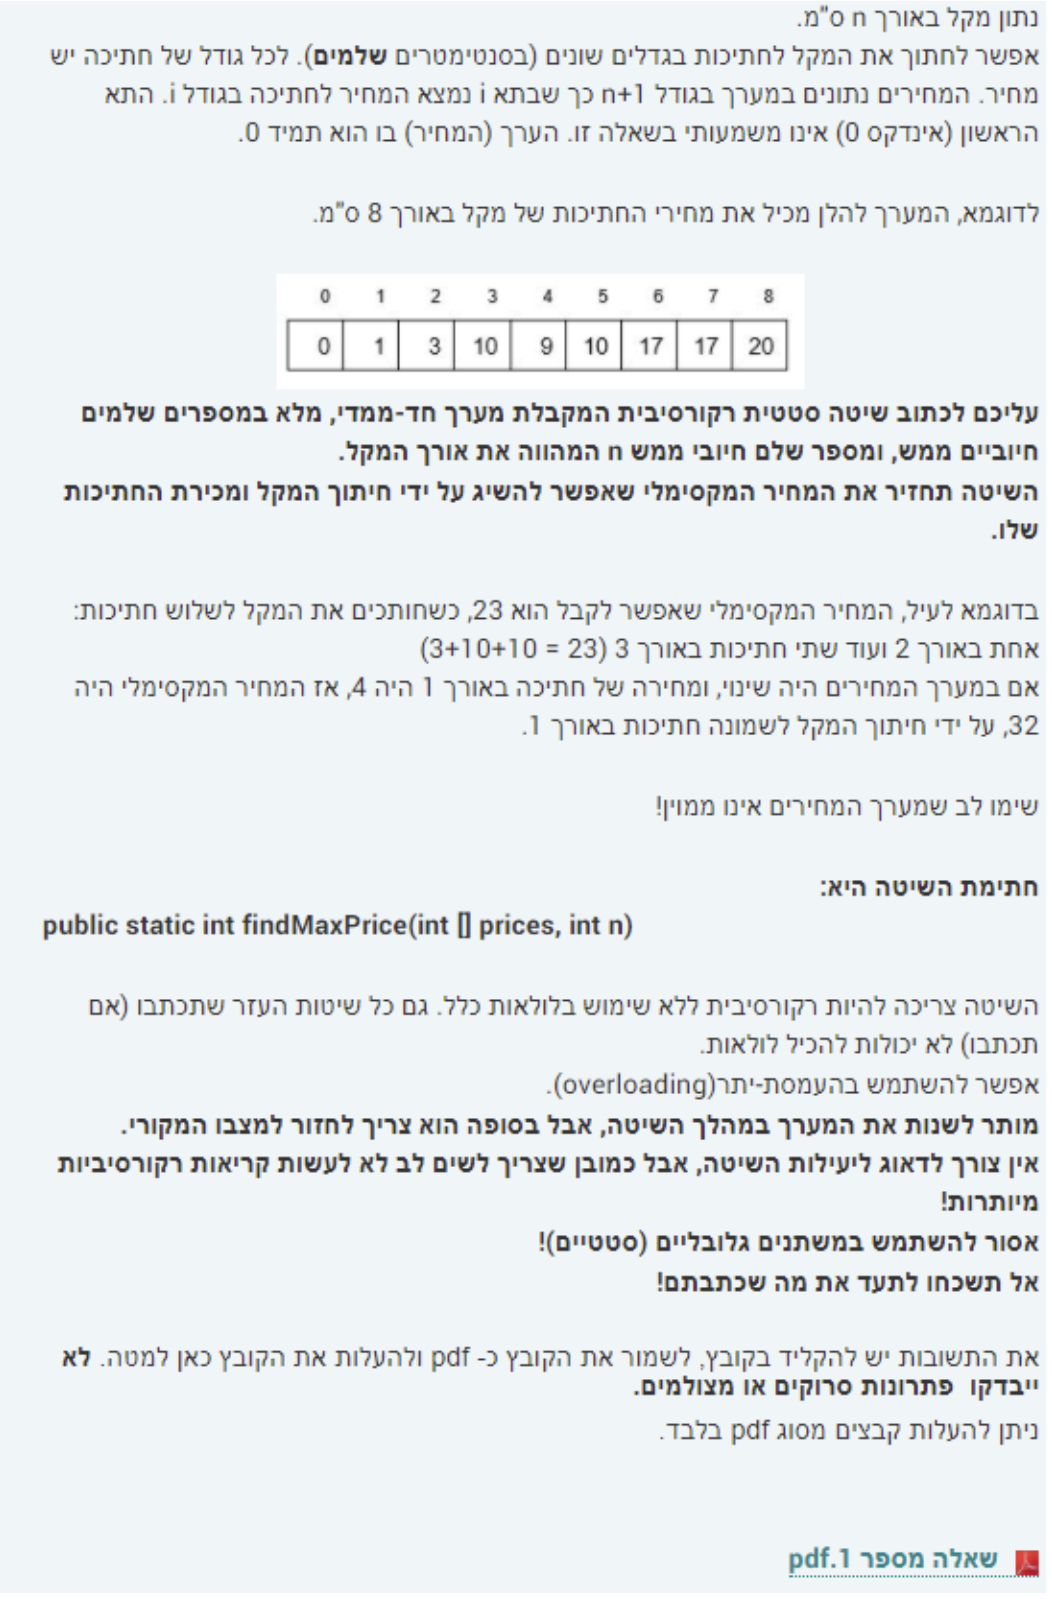 נתון מקל באורך n ס"מ.
אפשר לחתוך את המקל לחתיכות בגדלים שונים (בסנטימטרים שלמים). לכל גודל של חתיכה יש
מחיר. המחירים נתונים במערך בגודל n+1 כך שבתא i נמצא המחיר לחתיכה בגודל i. התא
הראשון (אינדקס 0) אינו משמעותי בשאלה זו. הערך (המחיר) בו הוא תמיד 0.
לדוגמא, המערך להלן מכיל את מחירי החתיכות של מקל באורך 8 ס"מ.
0 1 2 3 4 5 6 7 8
0 1 3 10 9 10 17 17 20
עליכם לכתוב שיטה סטטית רקורסיבית המקבלת מערך חד-ממדי, מלא במספרים שלמים
חיוביים ממש, ומספר שלם חיובי ממש n המהווה את אורך המקל.
השיטה תחזיר את המחיר המקסימלי שאפשר להשיג על ידי חיתוך המקל ומכירת החתיכות
שלו.
בדוגמא לעיל, המחיר המקסימלי שאפשר לקבל הוא 23, כשחותכים את המקל לשלוש חתיכות:
אחת באורך 2 ועוד שתי חתיכות באורך 3 (3+10+10 = 23)
אם במערך המחירים היה שינוי, ומחירה של חתיכה באורך 1 היה 4, אז המחיר המקסימלי היה
32, על ידי חיתוך המקל לשמונה חתיכות באורך 1.
שימו לב שמערך המחירים אינו ממוין!
חתימת השיטה היא:
public static int findMaxPrice(int [] prices, int n)
השיטה צריכה להיות רקורסיבית ללא שימוש בלולאות כלל. גם כל שיטות העזר שתכתבו (אם
תכתבו) לא יכולות להכיל לולאות.
אפשר להשתמש בהעמסת-יתר(overloading).
מותר לשנות את המערך במהלך השיטה, אבל בסופה הוא צריך לחזור למצבו המקורי.
אין צורך לדאוג ליעילות השיטה, אבל כמובן שצריך לשים לב לא לעשות קריאות רקורסיביות
מיותרות!
אסור להשתמש במשתנים גלובליים (סטטיים)!
אל תשכחו לתעד את מה שכתבתם!
את התשובות יש להקליד בקובץ, לשמור את הקובץ כ- pdf ולהעלות את הקובץ כאן למטה. לא
ייבדקו פתרונות סרוקים או מצולמים.
ניתן להעלות קבצים מסוג pdf בלבד.
שאלה מספר 1.pdf